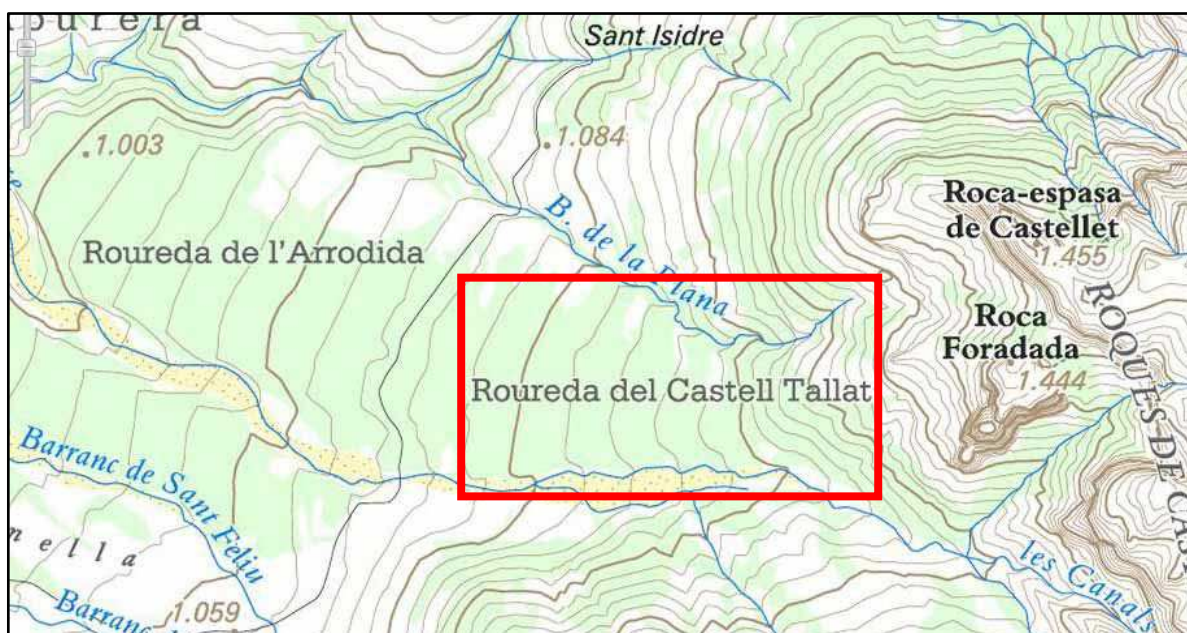 Sant Isidre
1.003
1.084
B. de la Plana
Roca-espasa
de Castellet
1.455
Roureda de l'Arrodida
Roca
Foradada
1.444
Roureda del Castell Tallat
ROQUES DE
Barranc de Sant Feliu
les Canals
1.059